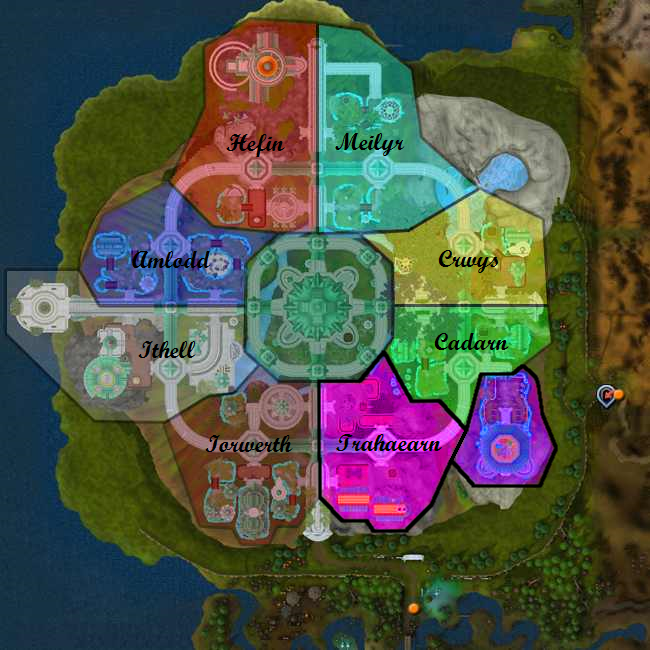 Hefin
Meilyr
Amlodd
Crwys
Ithell
Cadarn
Iorwerth
Trahaearn